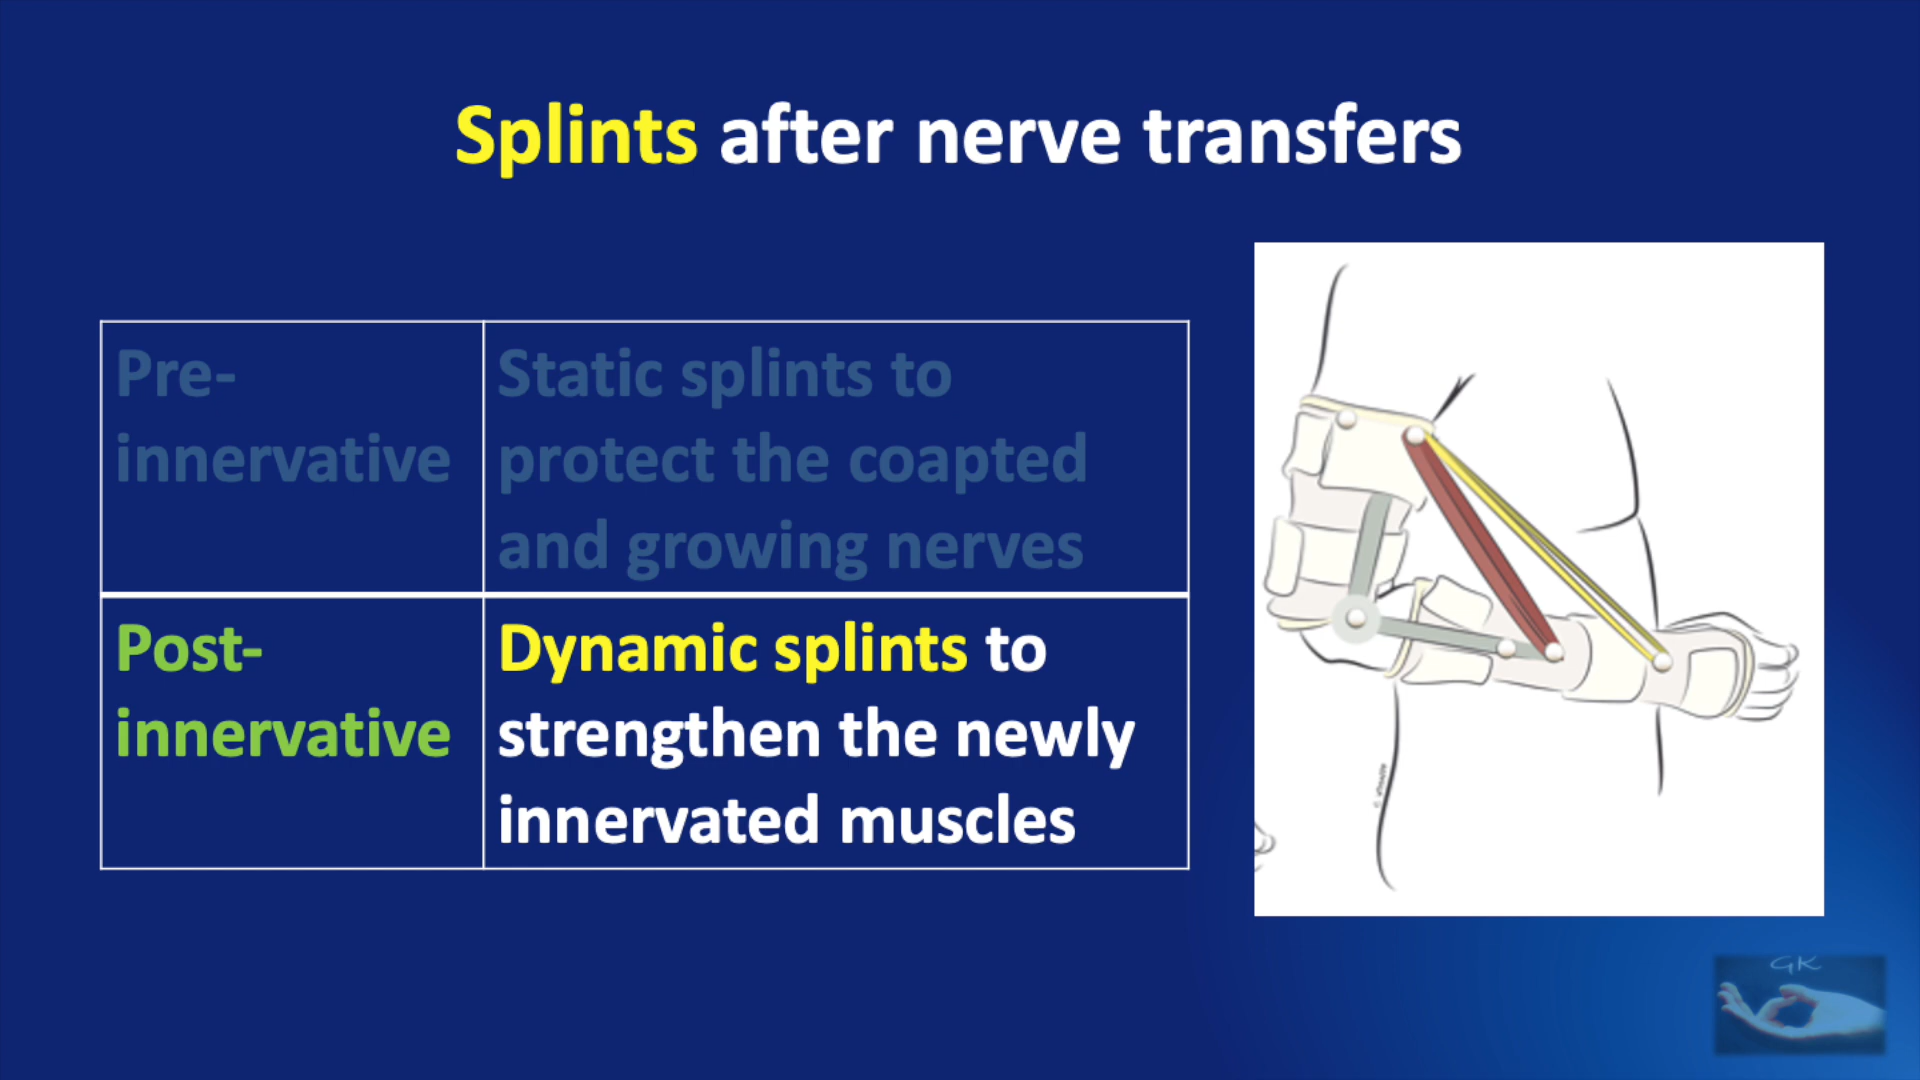 Splints after nerve transfers
Pre-
innervative
Static splints to
protect the coapted
and growing nerves
Post-
innervative
Dynamic splints to
strengthen the newly
innervated muscles
GK